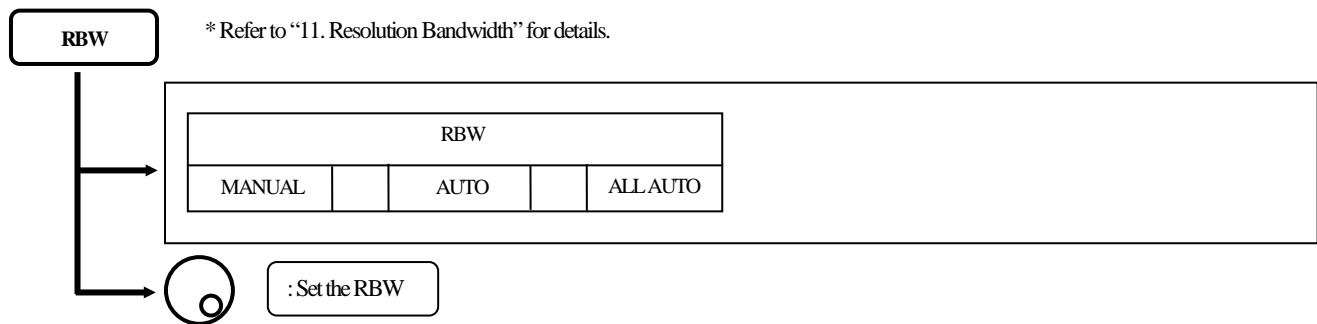 RBW
* Refer to “11. Resolution Bandwidth” for details.
RBW
MANUAL AUTO ALL AUTO
: Set the RBW